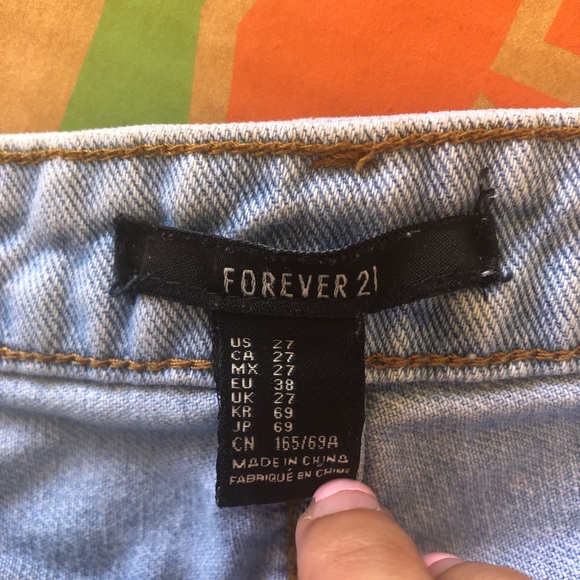 FOREVER 21
US 27
CA 27
MX 27
EU 38
UK 27
KR 69
JP 69
CN 165/69A
MADE IN CHINA
FABRIQUÉ EN CHINE